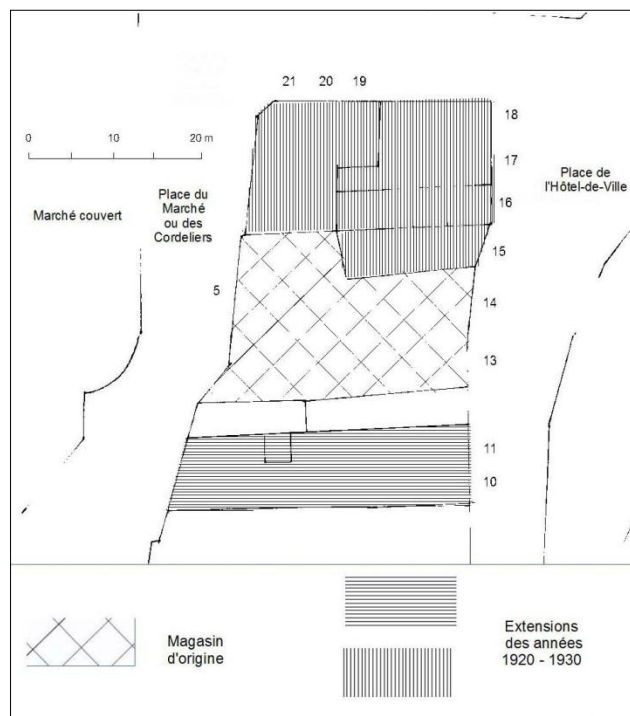 21 20 19
18
0 10 20 m
17
Place de
l'Hôtel-de-Ville
Place du
Marché
ou des
Cordeliers
Marché couvert
16
15
5
14
13
11
10
Magasin
d'origine
Extensions
des années
1920 - 1930